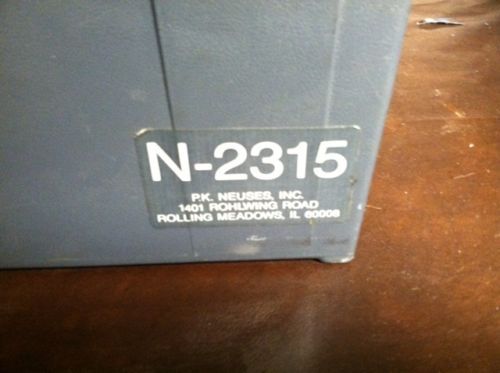 N-2315
P.K. NEUSES, INC.
1401 ROHLWING ROAD
ROLLING MEADOWS, IL 60008